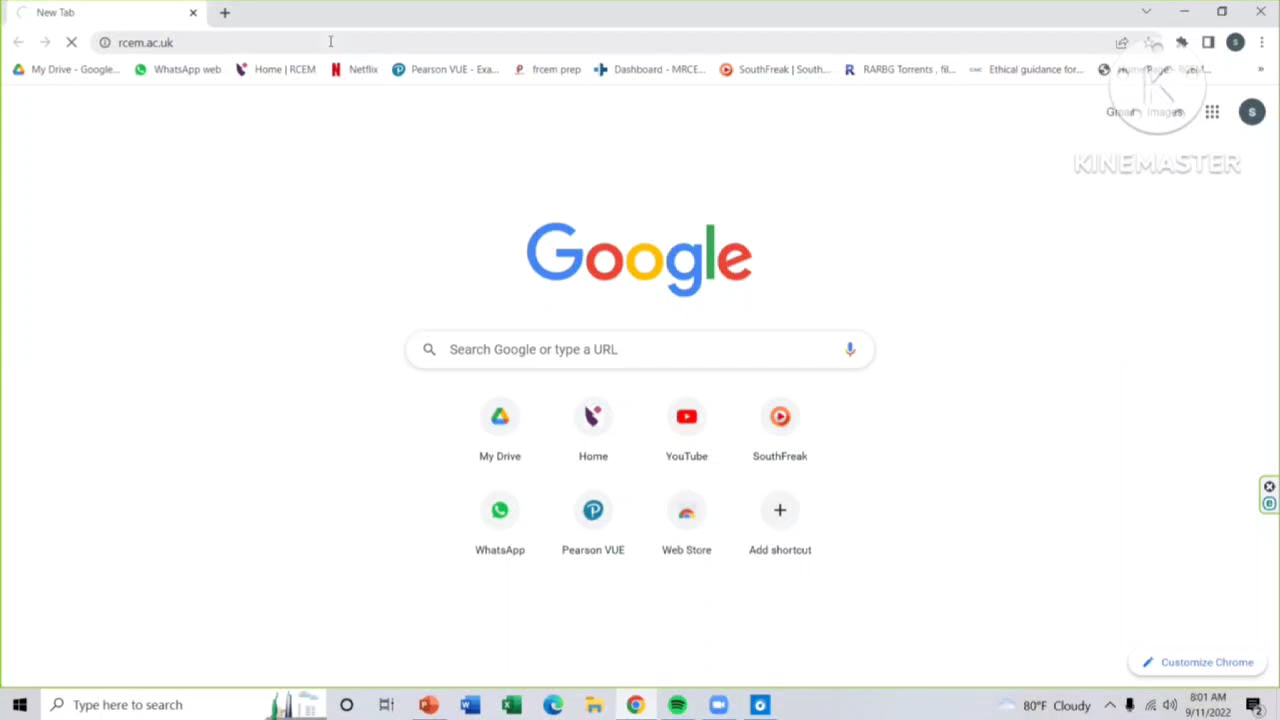 New Tab
rcem.ac.uk
My Drive - Google... WhatsApp web Home | RCEM Netflix Pearson VUE - Exa... frcem prep Dashboard - MRCE... SouthFreak | South... RARBG Torrents , fil... Ethical guidance for... »
Gmail Images
S
KINEMASTER
Google
Search Google or type a URL
My Drive Home YouTube SouthFreak
WhatsApp Pearson VUE Web Store Add shortcut
Customize Chrome
Type here to search
80°F Cloudy
8:01 AM
9/11/2022
2